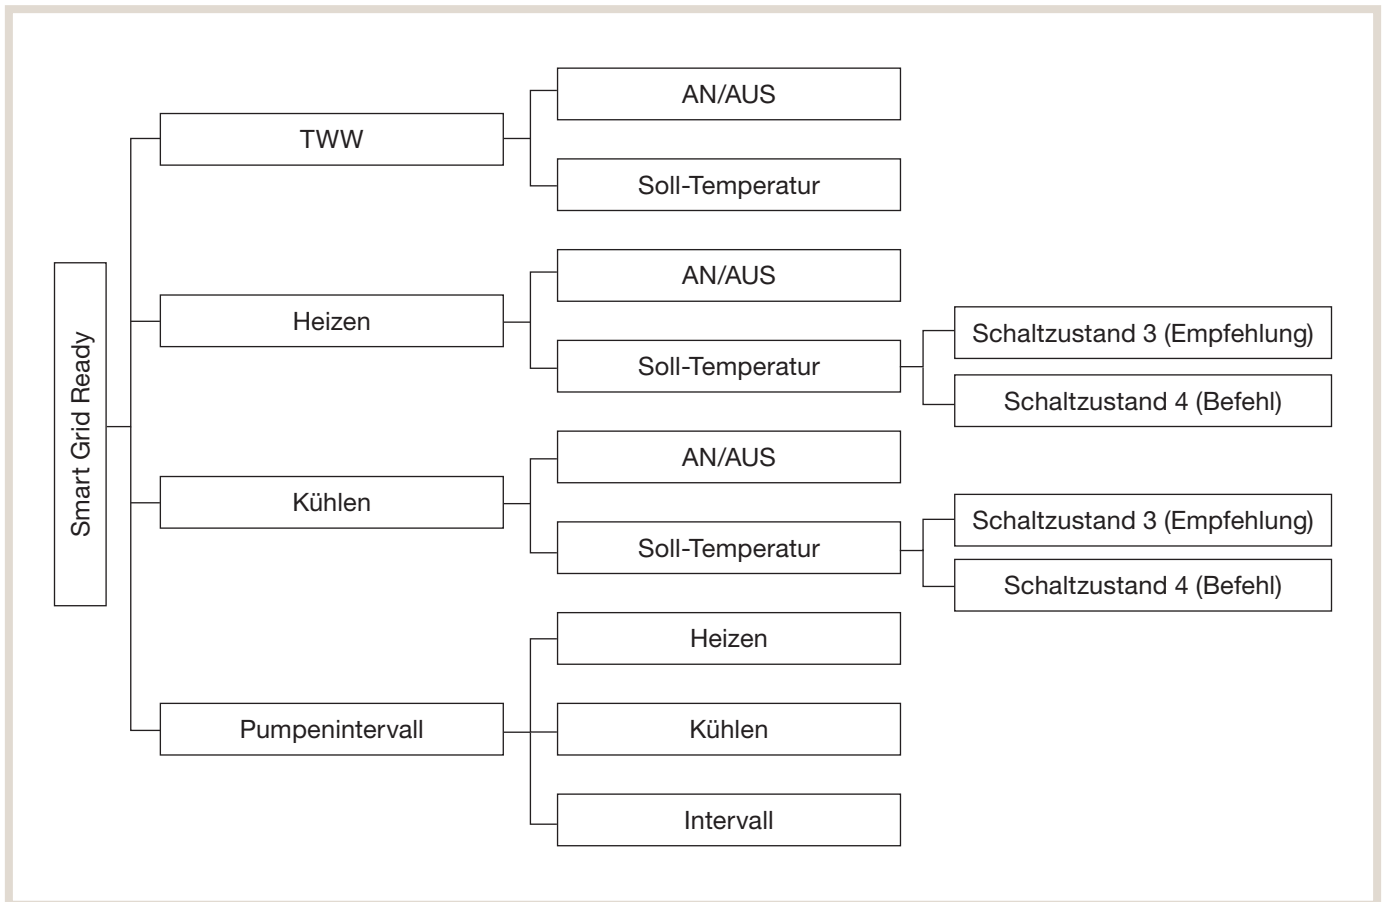 Smart Grid Ready
TWW
AN/AUS
Soll-Temperatur
Heizen
AN/AUS
Soll-Temperatur
Schaltzustand 3 (Empfehlung)
Schaltzustand 4 (Befehl)
Kühlen
AN/AUS
Soll-Temperatur
Schaltzustand 3 (Empfehlung)
Schaltzustand 4 (Befehl)
Pumpenintervall
Heizen
Kühlen
Intervall